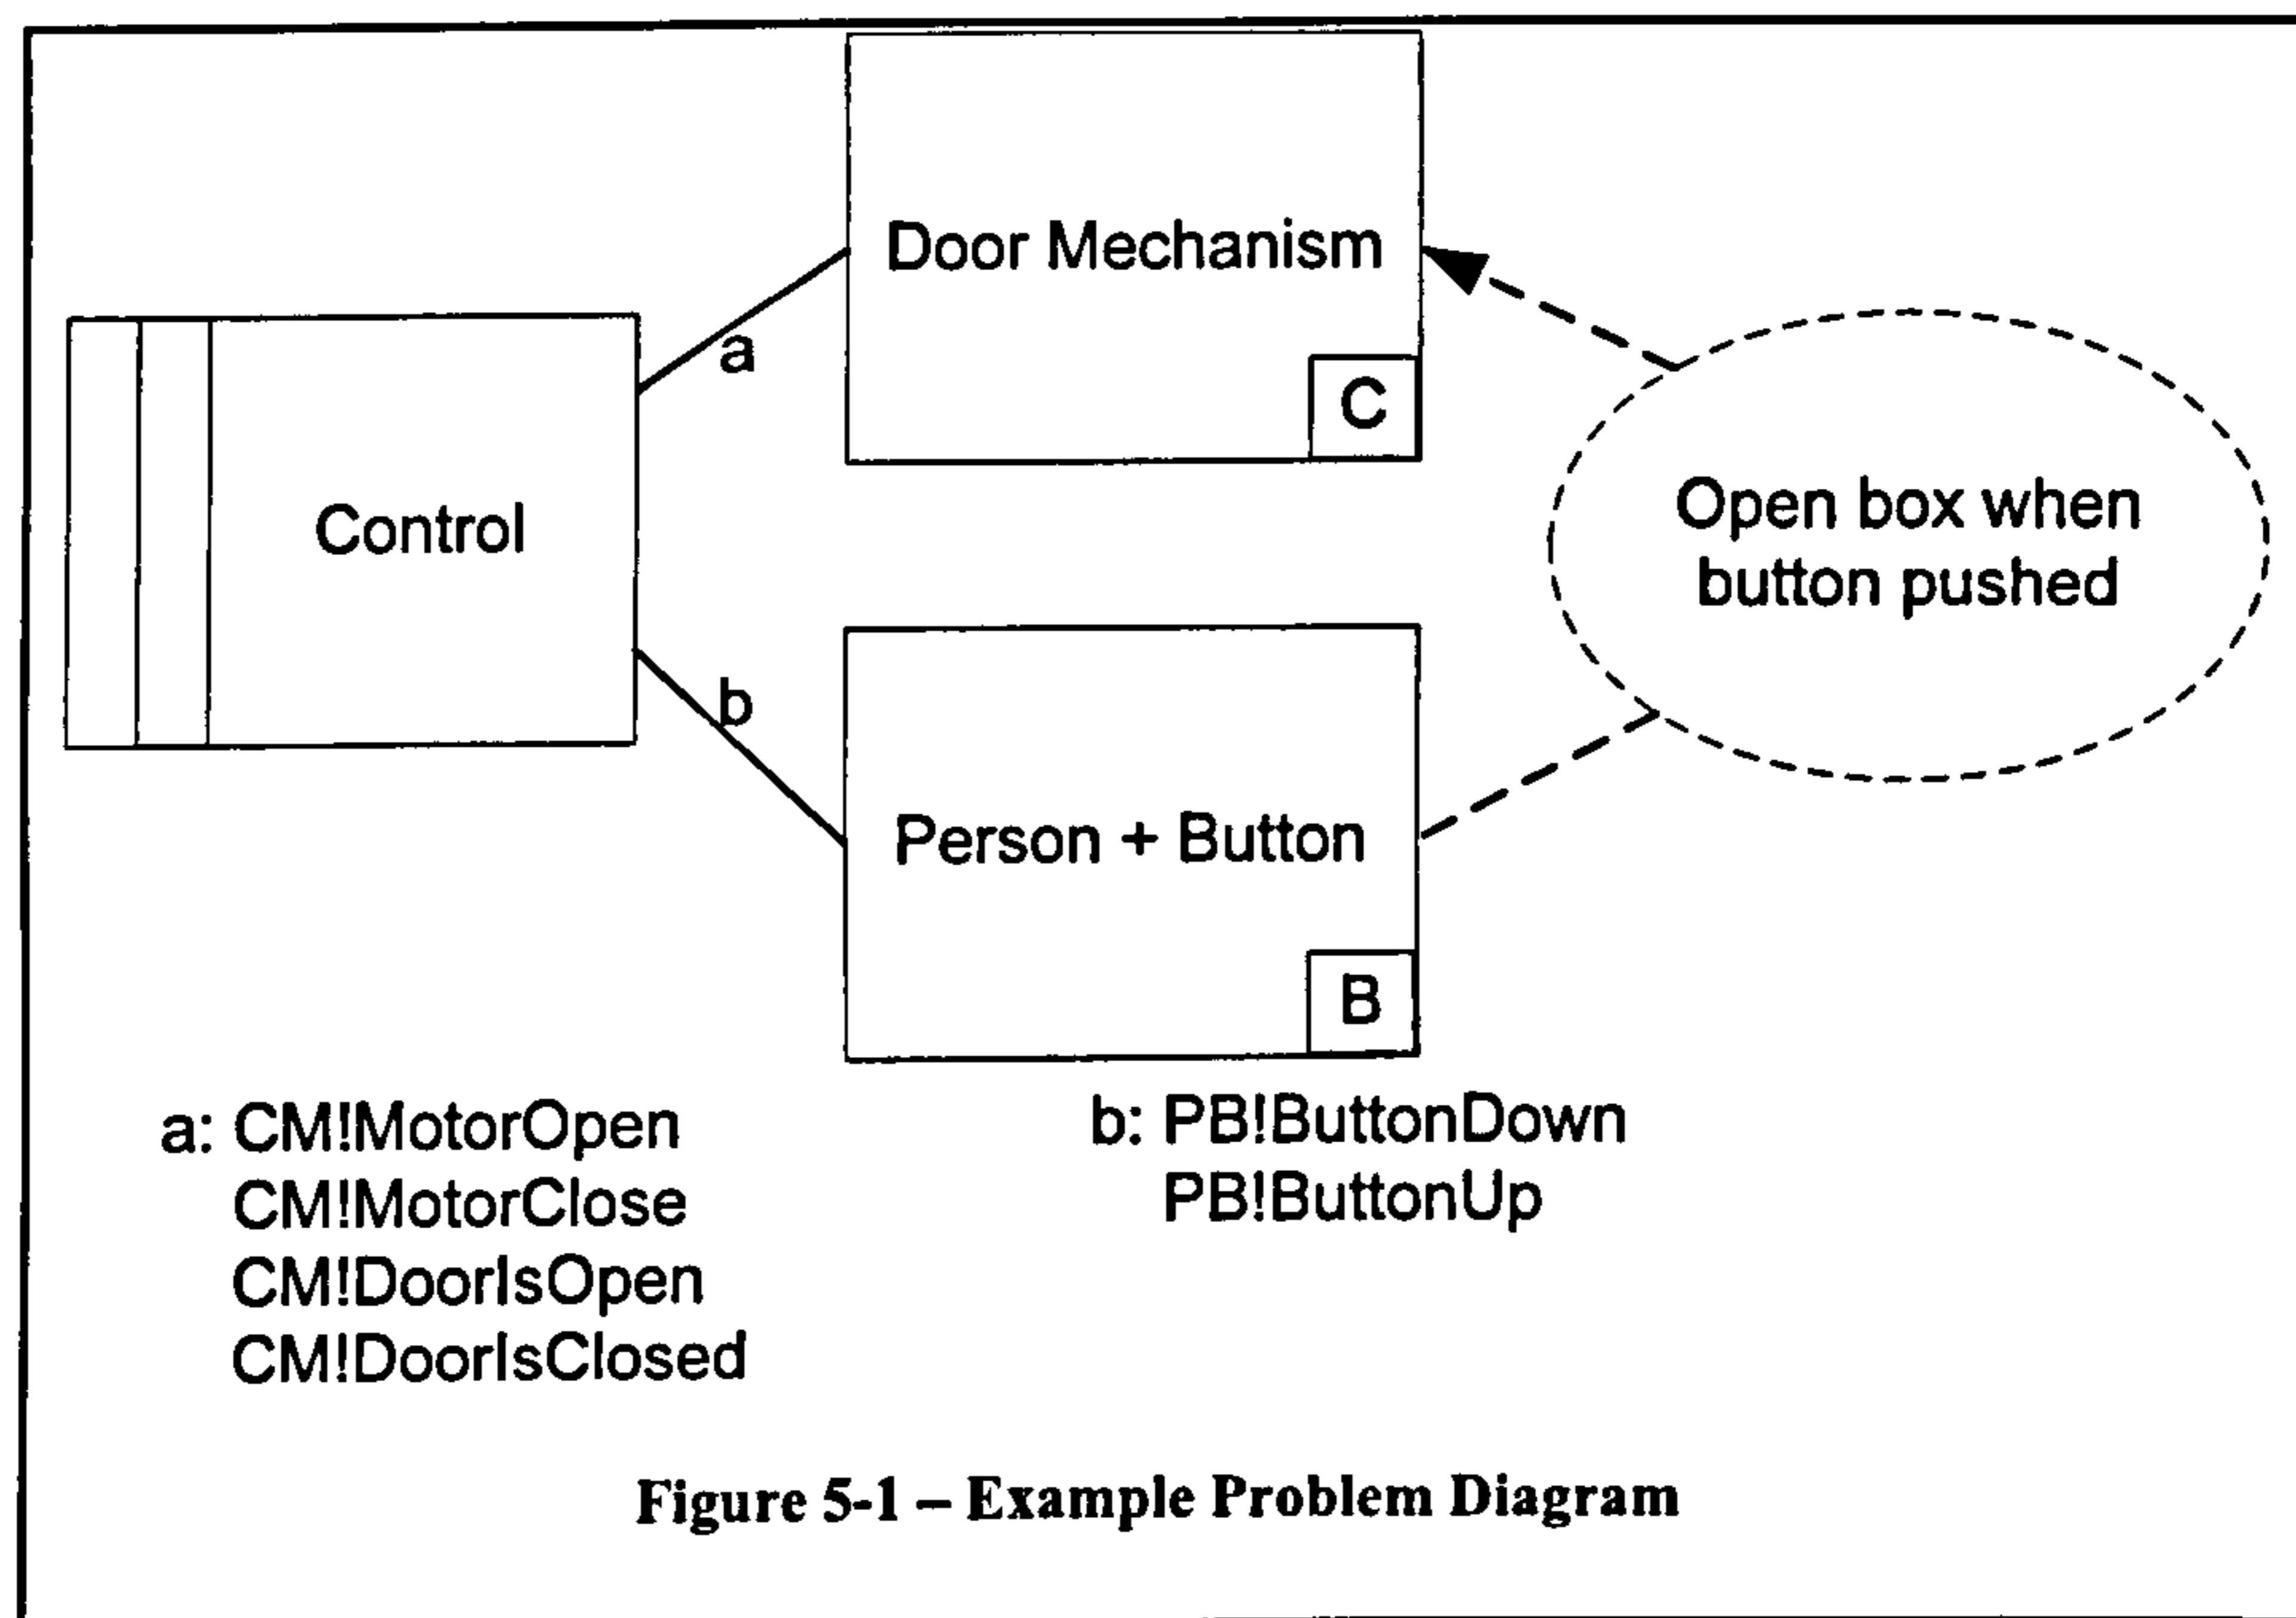 Door Mechanism
C
a
Control
b
Open box when
button pushed
Person + Button
B
a: CM!MotorOpen
CM!MotorClose
CM!DoorIsOpen
CM!DoorIsClosed
b: PB!ButtonDown
PB!ButtonUp
Figure 5-1 – Example Problem Diagram